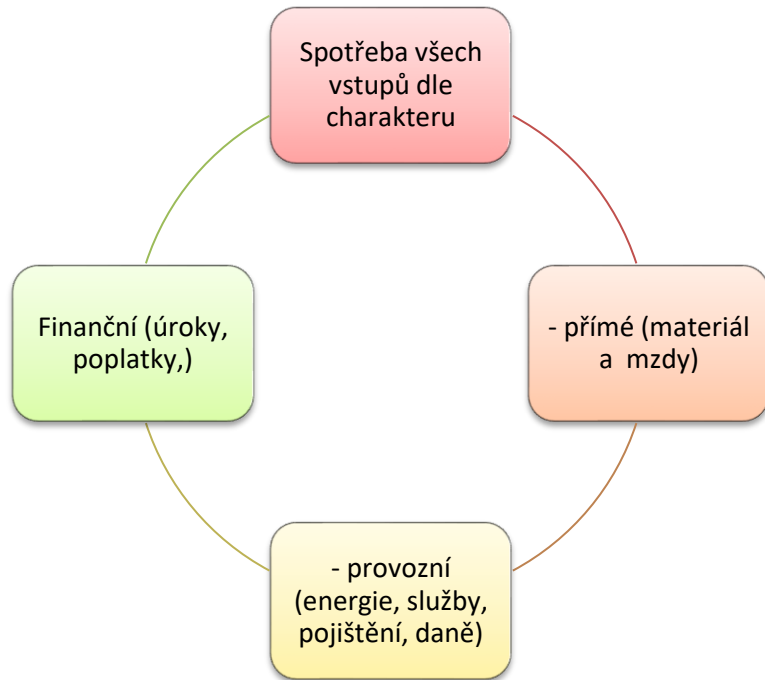 Spotřeba všech
vstupů dle
charakteru
Finanční (úroky,
poplatky,)
- přímé (materiál
a  mzdy)
- provozní
(energie, služby,
pojištění, daně)